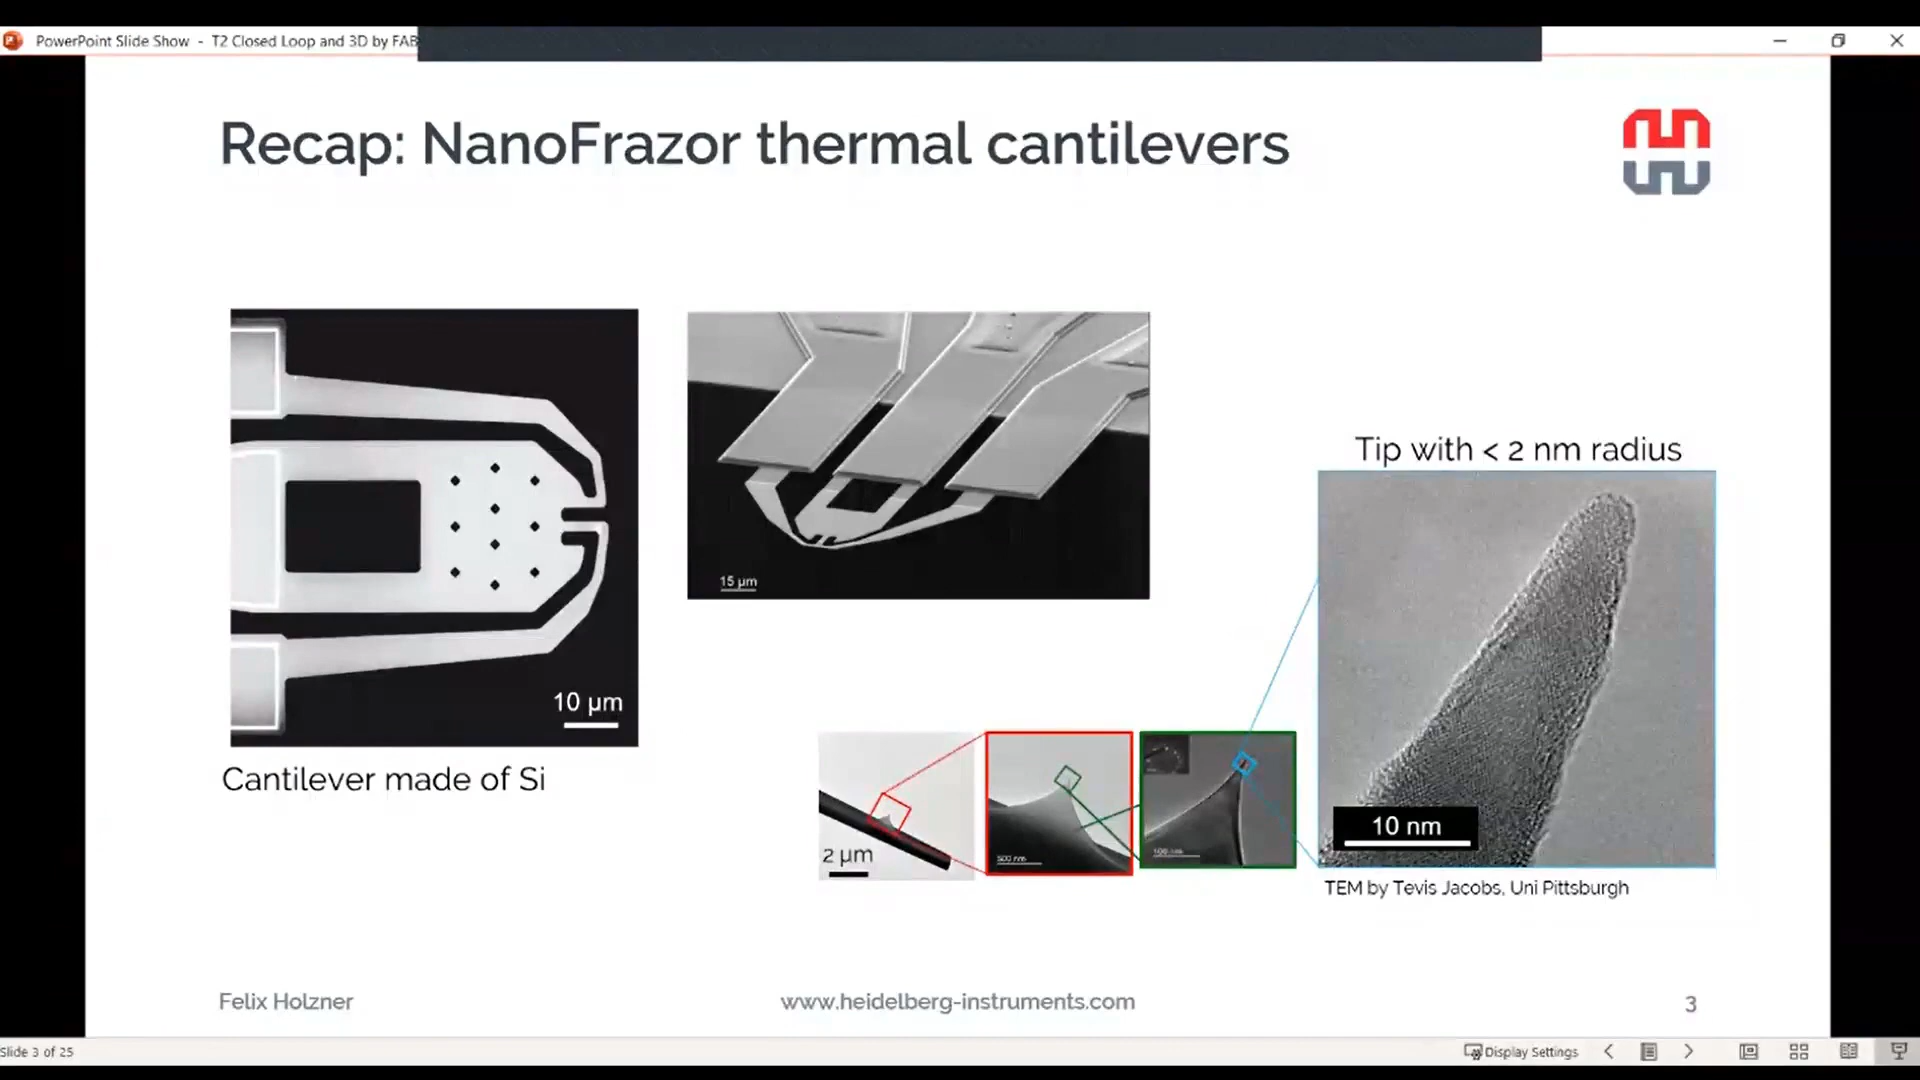 PowerPoint Slide Show - T2 Closed Loop and 3D by FAB
Recap: NanoFrazor thermal cantilevers
10 µm
Cantilever made of Si
15 µm
Tip with < 2 nm radius
2 µm
500 nm
100 nm
10 nm
TEM by Tevis Jacobs, Uni Pittsburgh
Felix Holzner
www.heidelberg-instruments.com
3
Slide 3 of 25
Display Settings